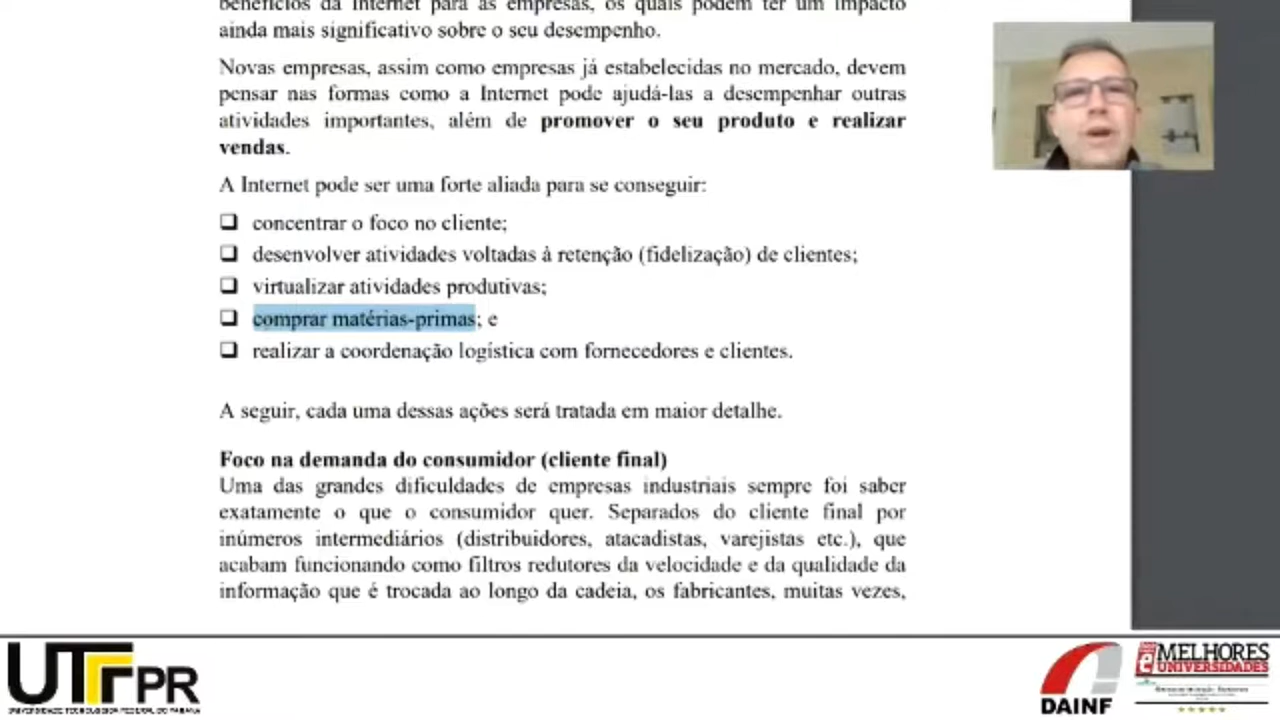 benefícios da Internet para as empresas, os quais podem ter um impacto
ainda mais significativo sobre o seu desempenho.
Novas empresas, assim como empresas já estabelecidas no mercado, devem
pensar nas formas como a Internet pode ajudá-las a desempenhar outras
atividades importantes, além de promover o seu produto e realizar
vendas.
A Internet pode ser uma forte aliada para se conseguir:
❑ concentrar o foco no cliente;
❑ desenvolver atividades voltadas à retenção (fidelização) de clientes;
❑ virtualizar atividades produtivas;
❑ comprar matérias-primas; e
❑ realizar a coordenação logística com fornecedores e clientes.
A seguir, cada uma dessas ações será tratada em maior detalhe.
Foco na demanda do consumidor (cliente final)
Uma das grandes dificuldades de empresas industriais sempre foi saber
exatamente o que o consumidor quer. Separados do cliente final por
inúmeros intermediários (distribuidores, atacadistas, varejistas etc.), que
acabam funcionando como filtros redutores da velocidade e da qualidade da
informação que é trocada ao longo da cadeia, os fabricantes, muitas vezes,
UTFPR
UNIVERSIDADE TECNOLÓGICA FEDERAL DO PARANÁ
DAINF
MELHORES
UNIVERSIDADES